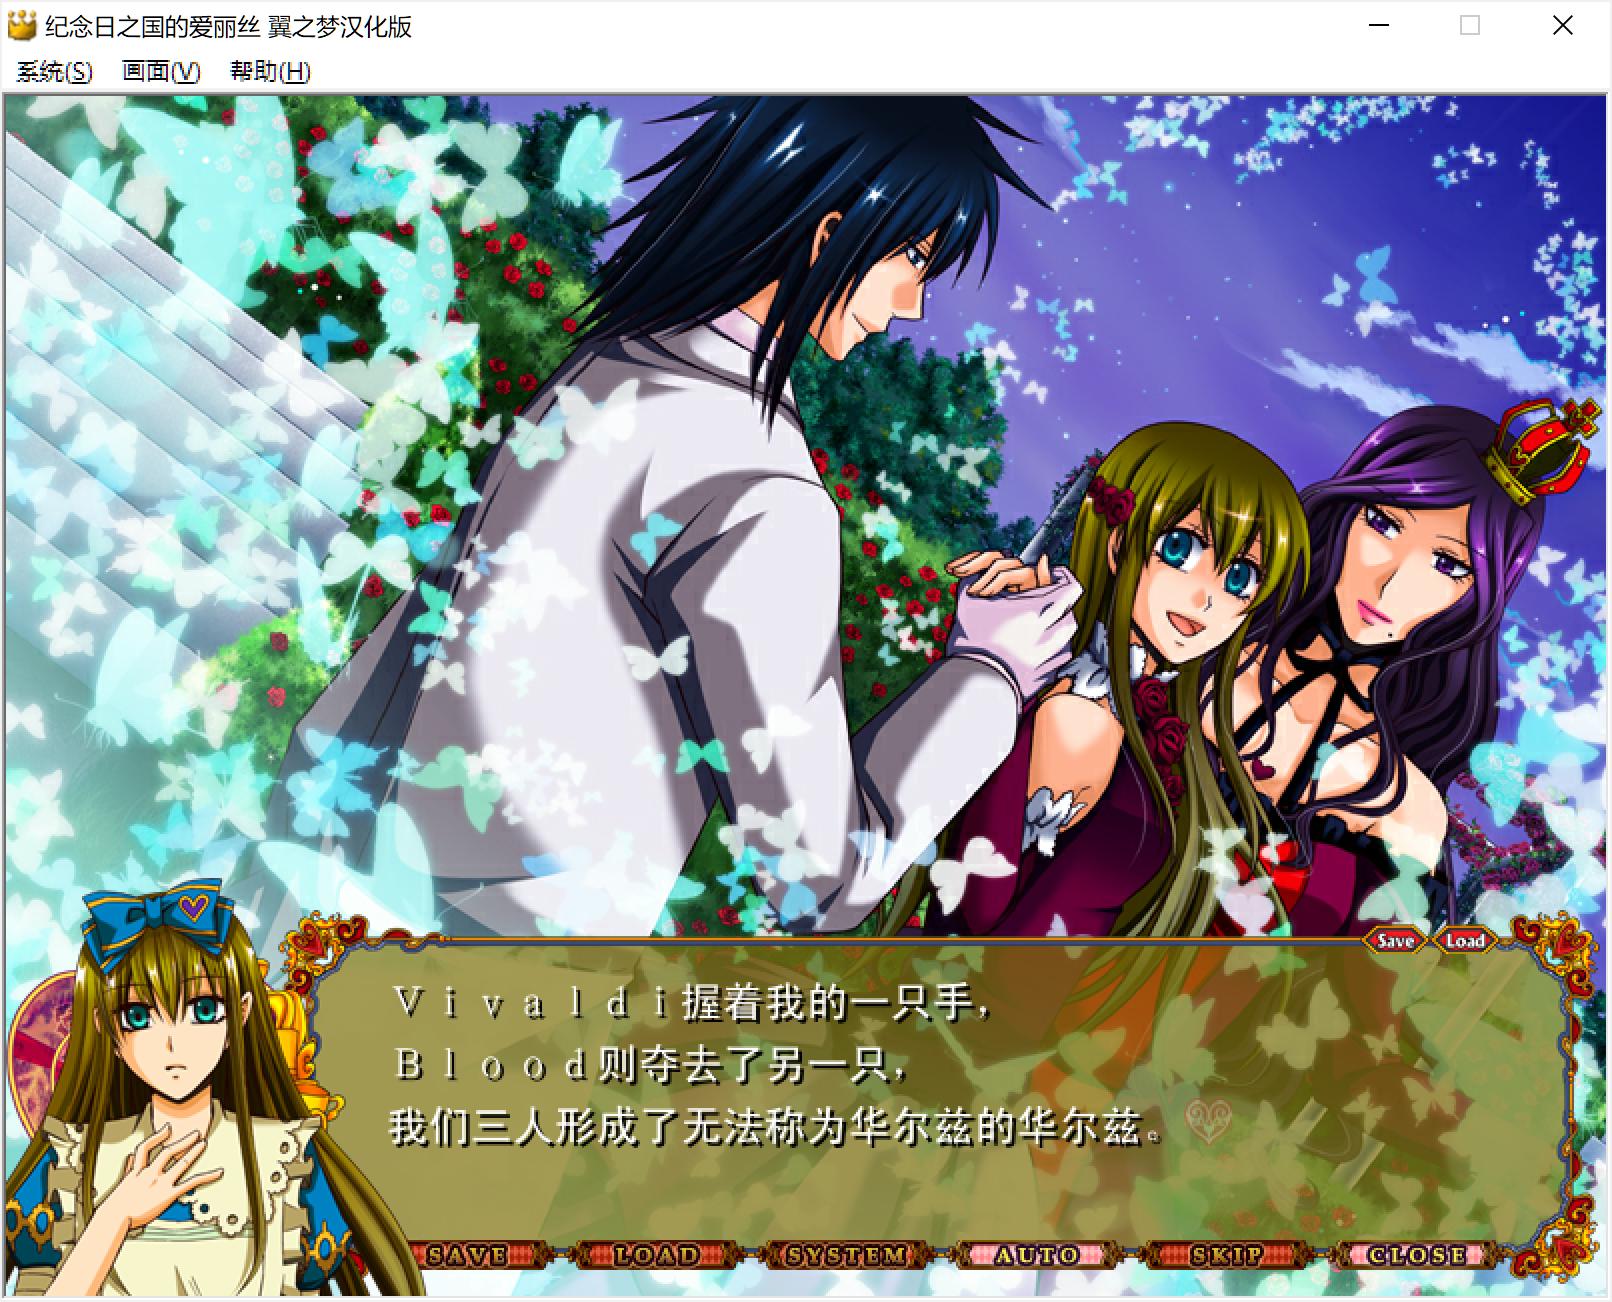 纪念日之国的爱丽丝 翼之梦汉化版
系统(S) 画面(V) 帮助(H)
Save Load
Ｖｉｖａｌｄｉ握着我的一只手，
Ｂｌｏｏｄ则夺去了另一只，
我们三人形成了无法称为华尔兹的华尔兹。
SAVE LOAD SYSTEM AUTO SKIP CLOSE